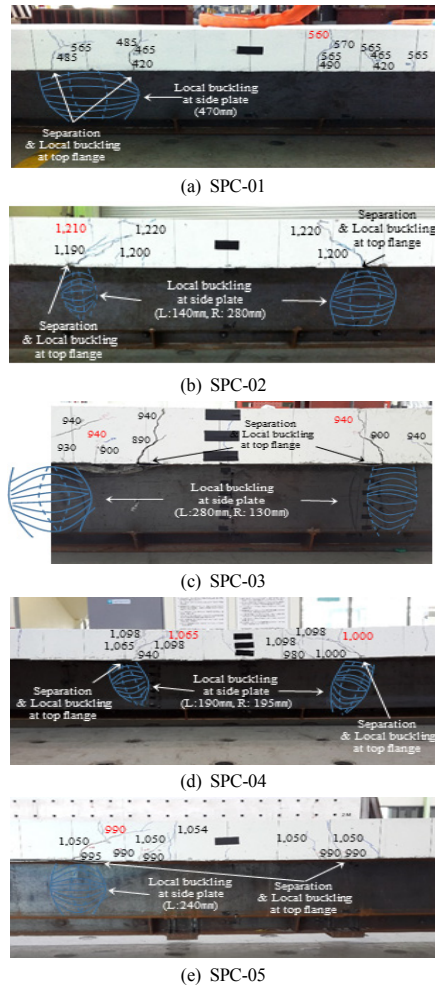 485
560
565
465
570
565
485
420
565
465
565
490
420
Local buckling
at side plate
(470mm)
Separation
& Local buckling
at top flange
(a) SPC-01
1,210
1,220
1,220
Separation
& Local buckling
at top flange
1,190
1,200
1,200
Local buckling
at side plate
(L:140mm, R: 280mm)
Separation
& Local buckling
at top flange
(b) SPC-02
940
940
940
940
890
Separation
& Local buckling
at top flange
900
940
930
900
Local buckling
at side plate
(L:280mm, R: 130mm)
(c) SPC-03
1,098
1,065
1,098
1,000
1,065
940
1,098
980
1,000
Local buckling
at side plate
(L:190mm, R: 195mm)
Separation
& Local buckling
at top flange
Separation
& Local buckling
at top flange
(d) SPC-04
990
1,054
1,050
1,050
1,050
1,050
995
990
990
990
990
Local buckling
at side plate
(L:240mm)
Separation
& Local buckling
at top flange
(e) SPC-05